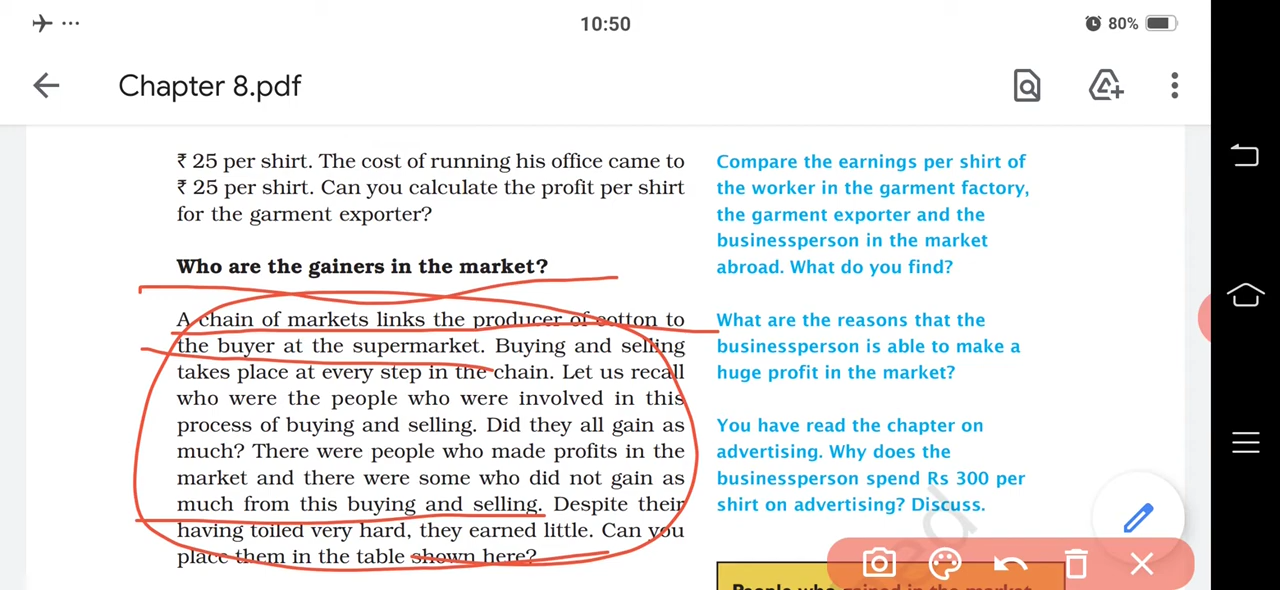 10:50
80%
Chapter 8.pdf
₹ 25 per shirt. The cost of running his office came to
₹ 25 per shirt. Can you calculate the profit per shirt
for the garment exporter?
Who are the gainers in the market?
A chain of markets links the producer of cotton to
the buyer at the supermarket. Buying and selling
takes place at every step in the chain. Let us recall
who were the people who were involved in this
process of buying and selling. Did they all gain as
much? There were people who made profits in the
market and there were some who did not gain as
much from this buying and selling. Despite their
having toiled very hard, they earned little. Can you
place them in the table shown here?
Compare the earnings per shirt of
the worker in the garment factory,
the garment exporter and the
businessperson in the market
abroad. What do you find?
What are the reasons that the
businessperson is able to make a
huge profit in the market?
You have read the chapter on
advertising. Why does the
businessperson spend Rs 300 per
shirt on advertising? Discuss.
People who gained in the market